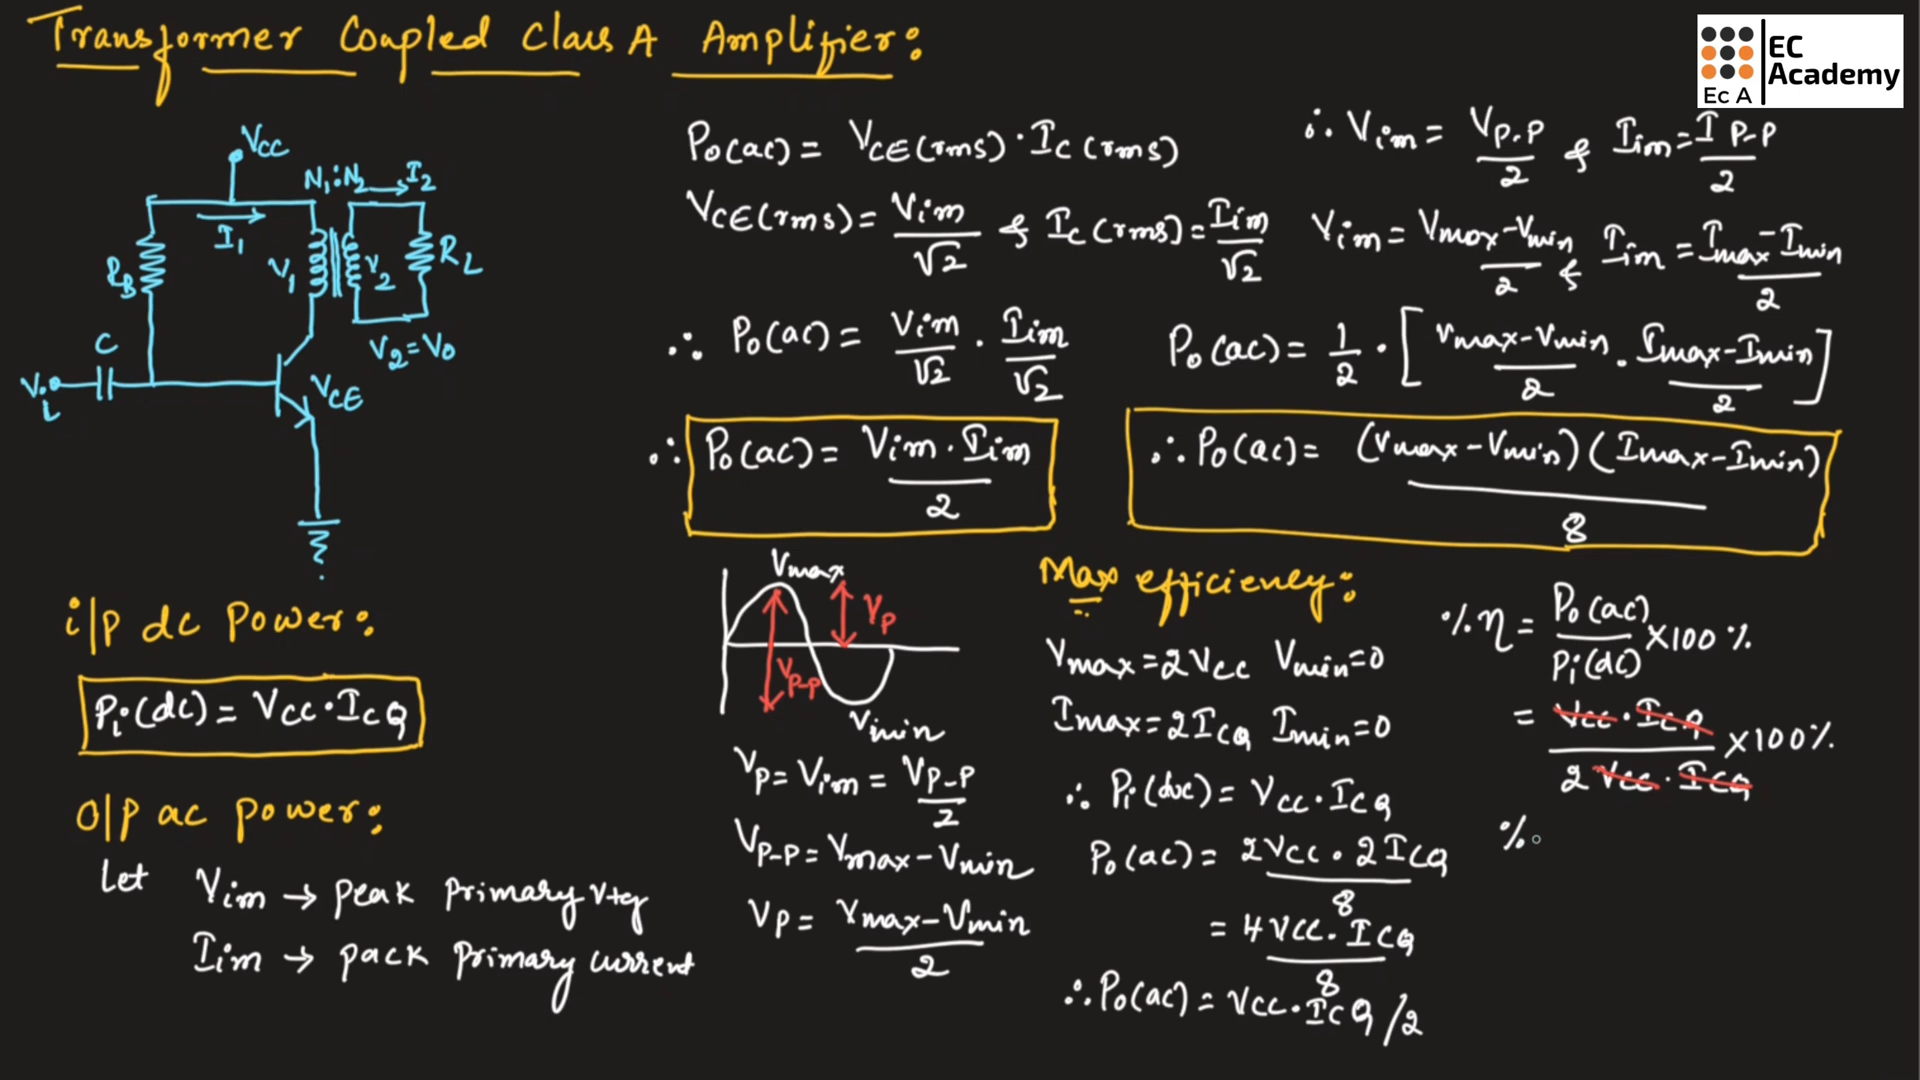 Transformer Coupled Class A Amplifier:
EC
Academy
Ec A
Vcc
N1:N2 → I2
I1
RB
V1
V2
RL
C
V2=V0
Vi
VCE
i/p dc Power:
Pi(dc) = Vcc·ICQ
O/p ac power:
Let Vim → peak primary vtg
Iim → pack primary current
Po(ac) = VCE(rms)·Ic(rms)
VCE(rms) = Vim/√2 & Ic(rms) = Iim/√2
∴ Po(ac) = Vim/√2 · Iim/√2
∴ Po(ac) = Vim·Iim/2
Vmax
Vp
Vp-p
Vimin
Vp = Vim = Vp-p/2
Vp-p = Vmax-Vmin
Vp = Vmax-Vmin/2
∴ Vim = Vp-p/2 & Iim = Ip-p/2
Vim = Vmax-Vmin/2 & Iim = Imax-Imin/2
Po(ac) = 1/2 · [Vmax-Vmin/2 · Imax-Imin/2]
∴ Po(ac) = (Vmax-Vmin)(Imax-Imin)/8
Max efficiency:
Vmax=2Vcc Vmin=0
Imax=2ICQ Imin=0
∴ Pi(duc) = Vcc·ICQ
Po(ac) = 2Vcc·2ICQ/8
= 4Vcc·ICQ/8
∴ Po(ac) = Vcc·ICQ/2
%η = Po(ac)/Pi(dc) X100%
= Vcc·ICQ/2Vcc·ICQ X100%
%